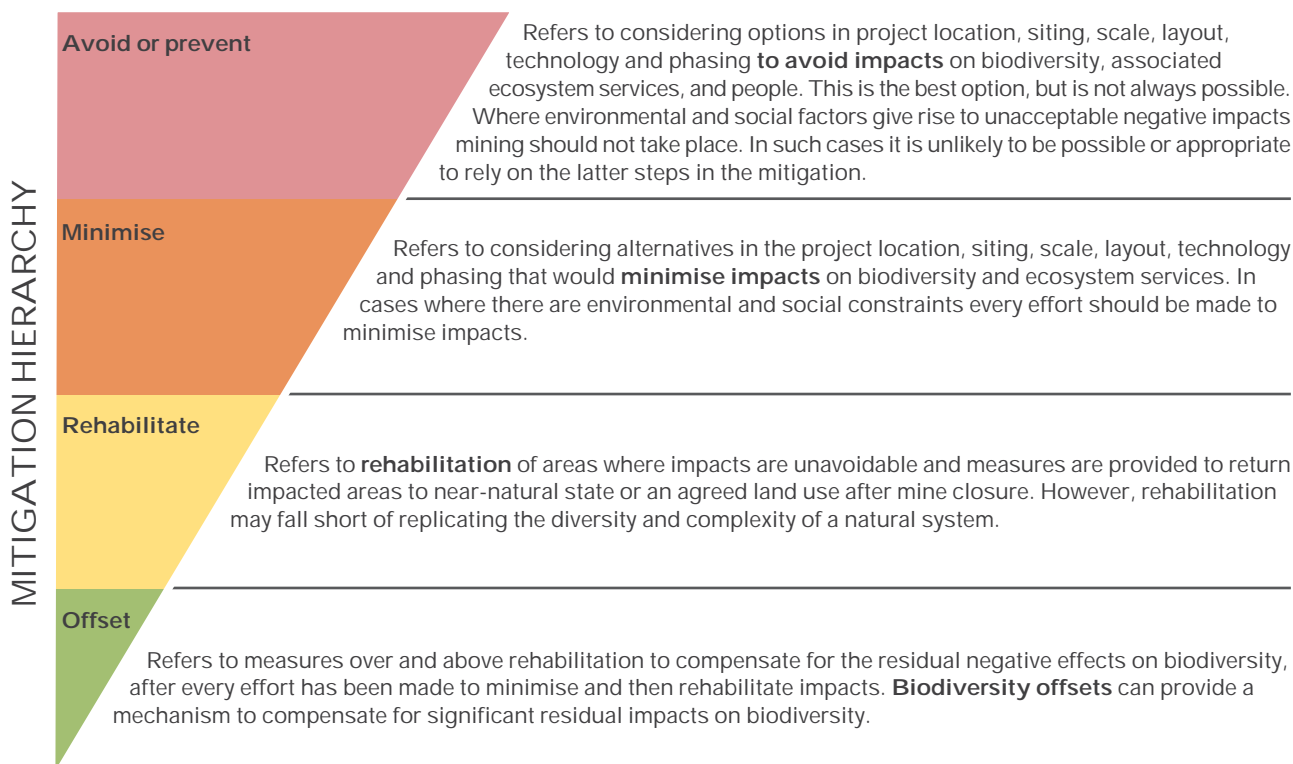 MITIGATION HIERARCHY
Avoid or prevent
Refers to considering options in project location, siting, scale, layout,
technology and phasing to avoid impacts on biodiversity, associated
ecosystem services, and people. This is the best option, but is not always possible.
Where environmental and social factors give rise to unacceptable negative impacts
mining should not take place. In such cases it is unlikely to be possible or appropriate
to rely on the latter steps in the mitigation.
Minimise
Refers to considering alternatives in the project location, siting, scale, layout, technology
and phasing that would minimise impacts on biodiversity and ecosystem services. In
cases where there are environmental and social constraints every effort should be made to
minimise impacts.
Rehabilitate
Refers to rehabilitation of areas where impacts are unavoidable and measures are provided to return
impacted areas to near-natural state or an agreed land use after mine closure. However, rehabilitation
may fall short of replicating the diversity and complexity of a natural system.
Offset
Refers to measures over and above rehabilitation to compensate for the residual negative effects on biodiversity,
after every effort has been made to minimise and then rehabilitate impacts. Biodiversity offsets can provide a
mechanism to compensate for significant residual impacts on biodiversity.